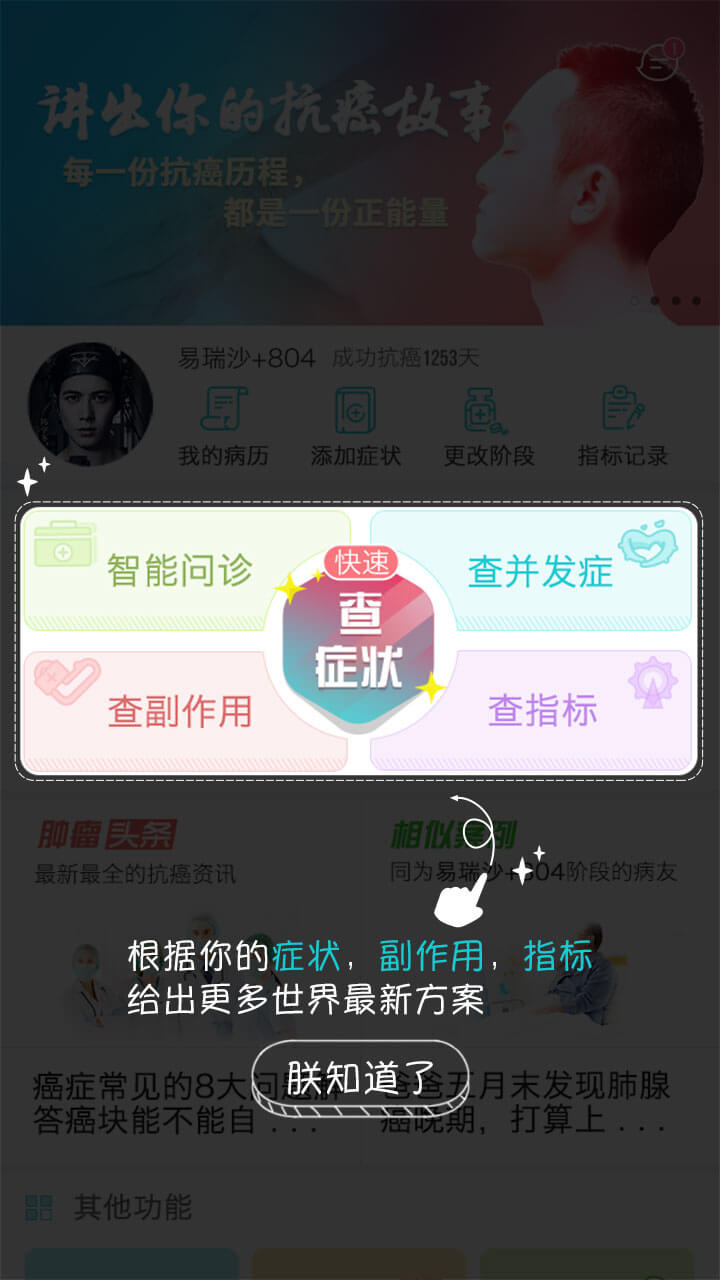 讲出你的抗癌故事
每一份抗癌历程，
都是一份正能量
易瑞沙+804 成功抗癌1253天
我的病历 添加症状 更改阶段 指标记录
智能问诊
快速
查并发症
查
症状
查副作用
查指标
肿瘤头条
相似案例
最新最全的抗癌资讯
同为易瑞沙+804阶段的病友
根据你的症状，副作用，指标
给出更多世界最新方案
朕知道了
癌症常见的8大问题解
答癌块能不能自...
爸爸五月末发现肺腺
癌晚期，打算上...
其他功能